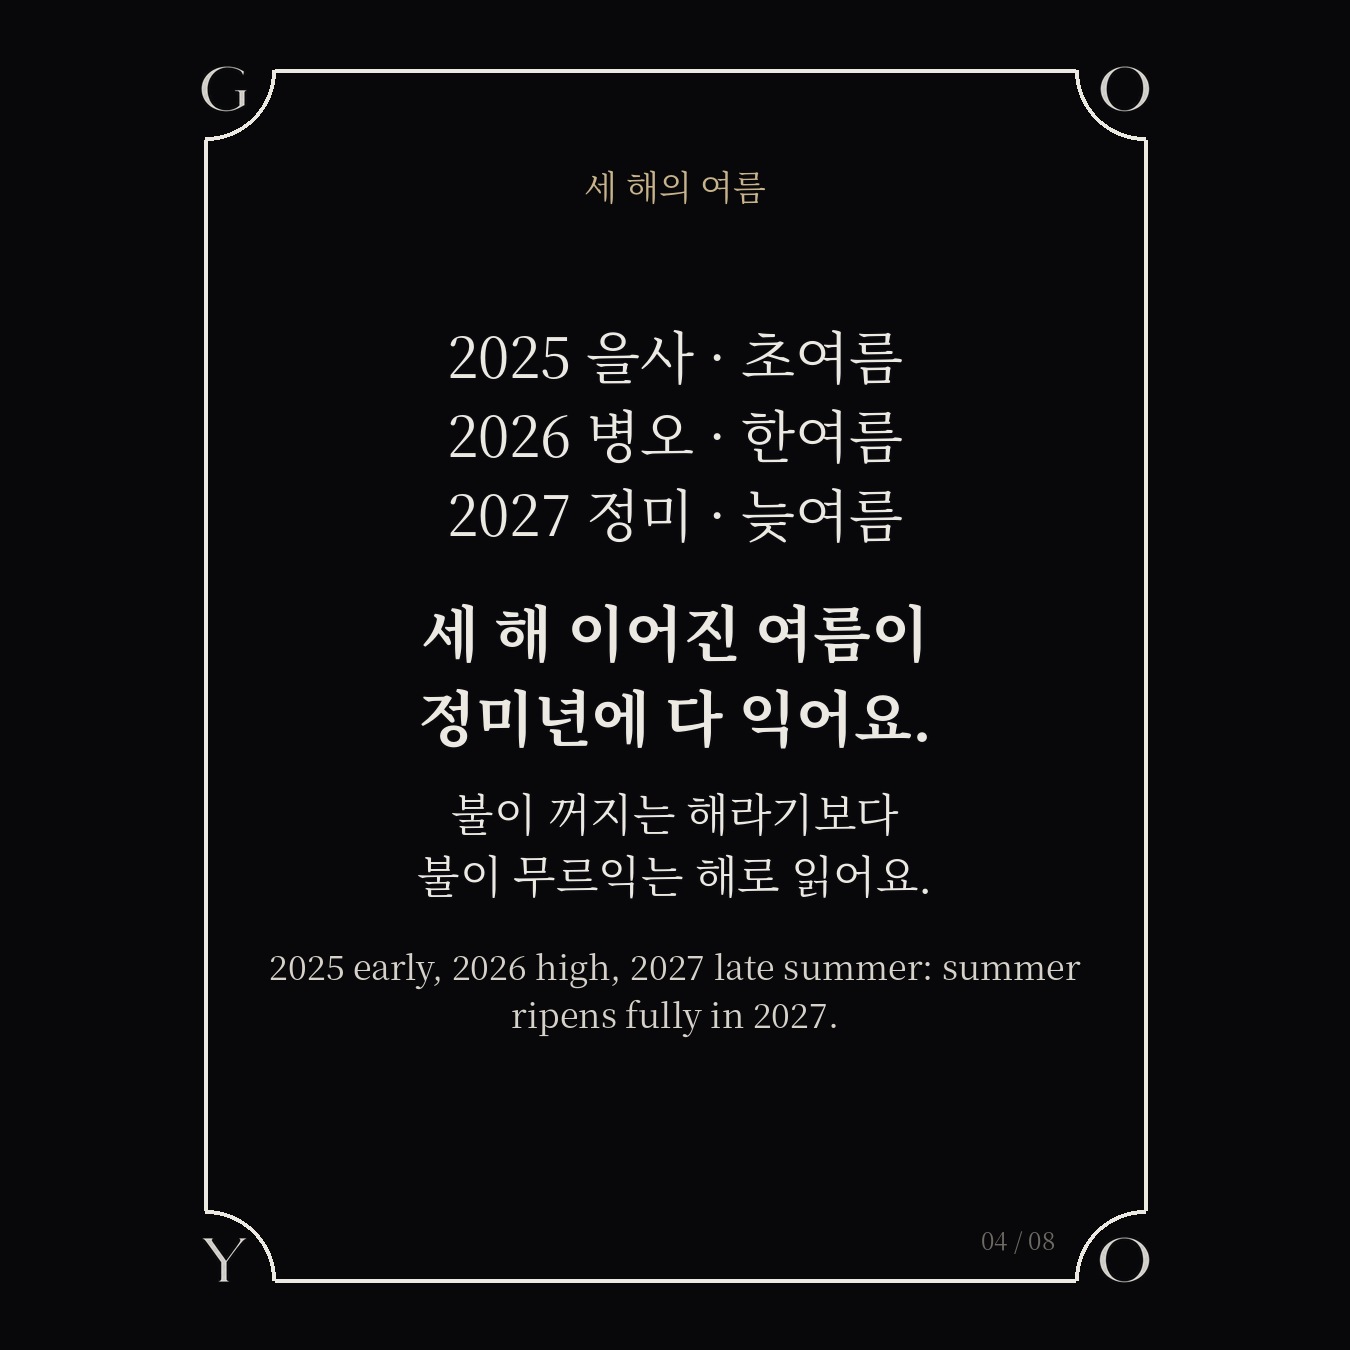 G O
세 해의 여름
2025 을사 · 초여름
2026 병오 · 한여름
2027 정미 · 늦여름
세 해 이어진 여름이
정미년에 다 익어요.
불이 꺼지는 해라기보다
불이 무르익는 해로 읽어요.
2025 early, 2026 high, 2027 late summer: summer
ripens fully in 2027.
04 / 08
Y O